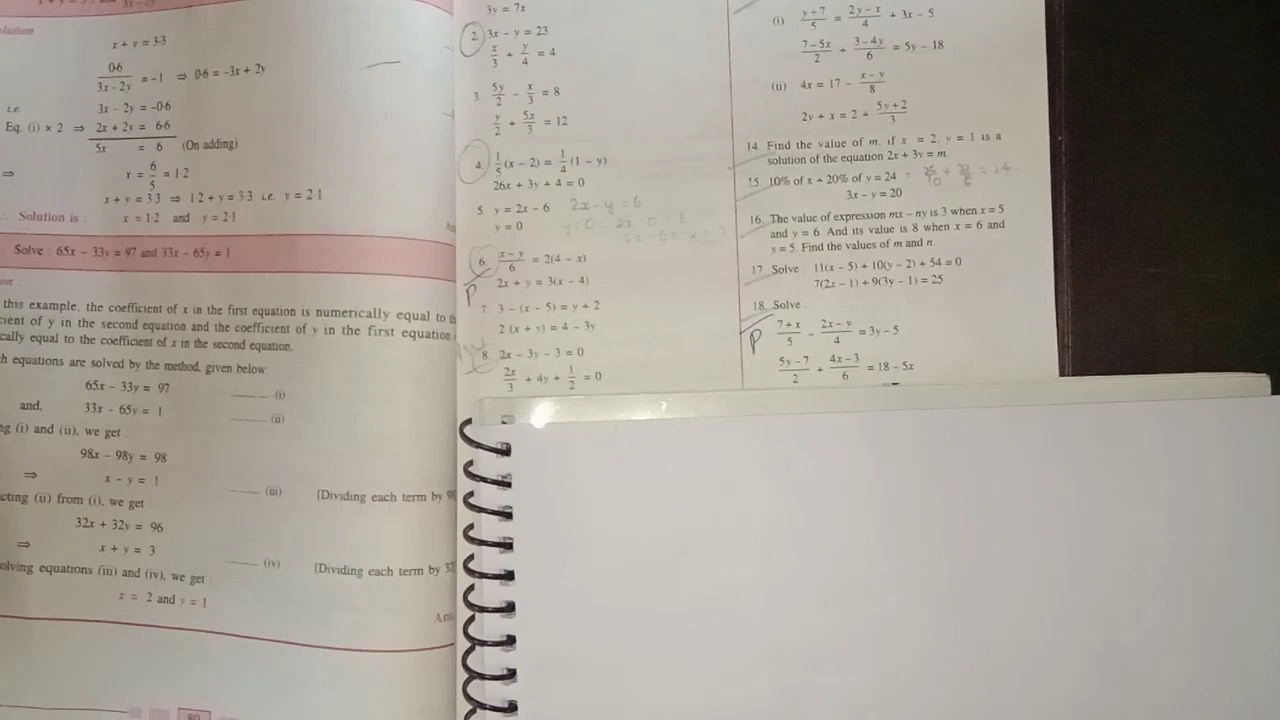 x + y = 3·3
0·6 / 3x - 2y = -1 ⇒ 0·6 = -3x + 2y
i.e. 3x - 2y = -0·6
Eq. (i) × 2 ⇒ 2x + 2y = 6·6
5x = 6 (On adding)
⇒ x = 6/5 = 1·2
x + y = 3·3 ⇒ 1·2 + y = 3·3 i.e. y = 2·1
Solution is : x = 1·2 and y = 2·1
Solve : 65x - 33y = 97 and 33x - 65y = 1
this example, the coefficient of x in the first equation is numerically equal to
of y in the second equation and the coefficient of y in the first equation
equal to the coefficient of x in the second equation.
equations are solved by the method, given below:
65x - 33y = 97 (i)
and, 33x - 65y = 1 (ii)
(i) and (ii), we get :
98x - 98y = 98
⇒ x - y = 1 (iii) [Dividing each term by
(ii) from (i), we get :
32x + 32y = 96
⇒ x + y = 3 (iv) [Dividing each term by
equations (iii) and (iv), we get :
x = 2 and y = 1
3y = 7x
2. 3x - y = 23
x/3 + y/4 = 4
3. 5y/2 - x/3 = 8
y/2 + 5x/3 = 12
4. 1/5 (x - 2) = 1/4 (1 - y)
26x + 3y + 4 = 0
5. y = 2x - 6 2x - y = 6
y = 0
6. x-y / 6 = 2(4 - x)
P 2x + y = 3(x - 4)
7. 3 - (x - 5) = y + 2
2 (x + y) = 4 - 3y
8. 2x - 3y - 3 = 0
2x/3 + 4y + 1/2 = 0
(i) y+7 / 5 = 2y-x / 4 + 3x - 5
7-5x / 2 + 3-4y / 6 = 5y - 18
(ii) 4x = 17 - x-y / 8
2y + x = 2 + 5y+2 / 3
14. Find the value of m, if x = 2, y = 1 is a
solution of the equation 2x + 3y = m.
15. 10% of x + 20% of y = 24
3x - y = 20
16. The value of expression mx - ny is 3 when x = 5
and y = 6. And its value is 8 when x = 6 and
y = 5. Find the values of m and n.
17. Solve : 11(x - 5) + 10(y - 2) + 54 = 0
7(2x - 1) + 9(3y - 1) = 25
18. Solve :
P 7+x / 5 - 2x-y / 4 = 3y - 5
5y-7 / 2 + 4x-3 / 6 = 18 - 5x